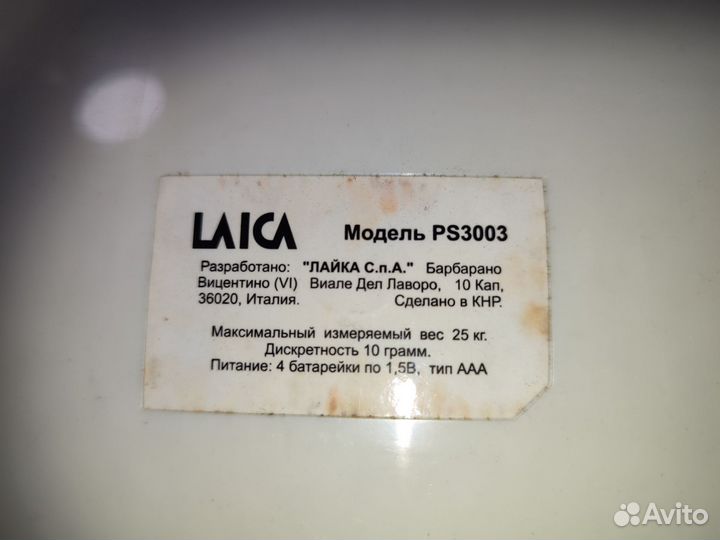 LAICA Модель PS3003
Разработано: "ЛАЙКА С.п.А." Барбарано
Вицентино (VI) Виале Дел Лаворо, 10 Кап,
36020, Италия. Сделано в КНР.
Максимальный измеряемый вес 25 кг.
Дискретность 10 грамм.
Питание: 4 батарейки по 1,5В, тип ААА
Avito